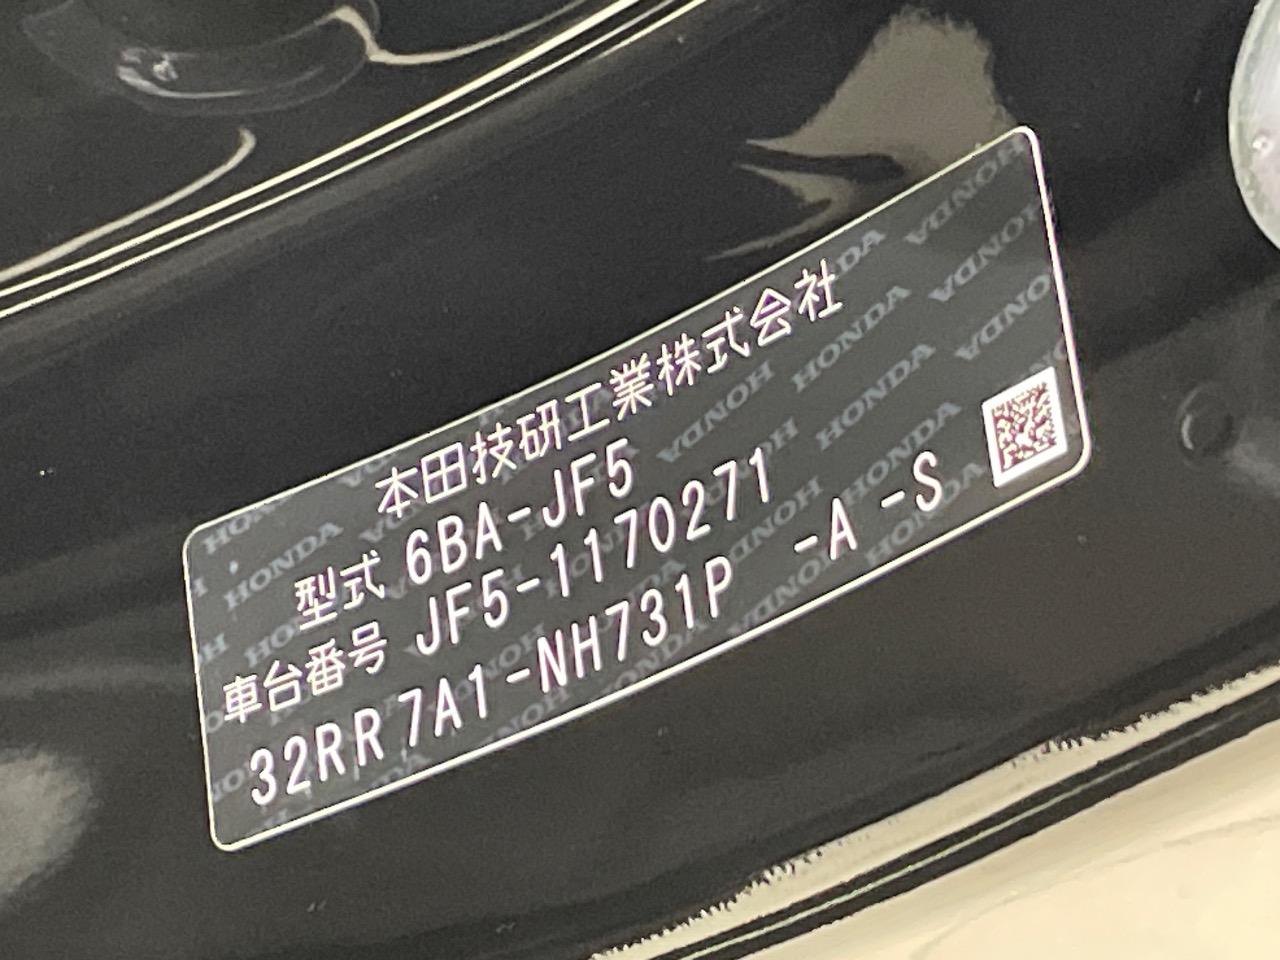 本田技研工業株式会社
型式 6BA-JF5
車台番号 JF5-1170271
32RR7A1-NH731P -A -S